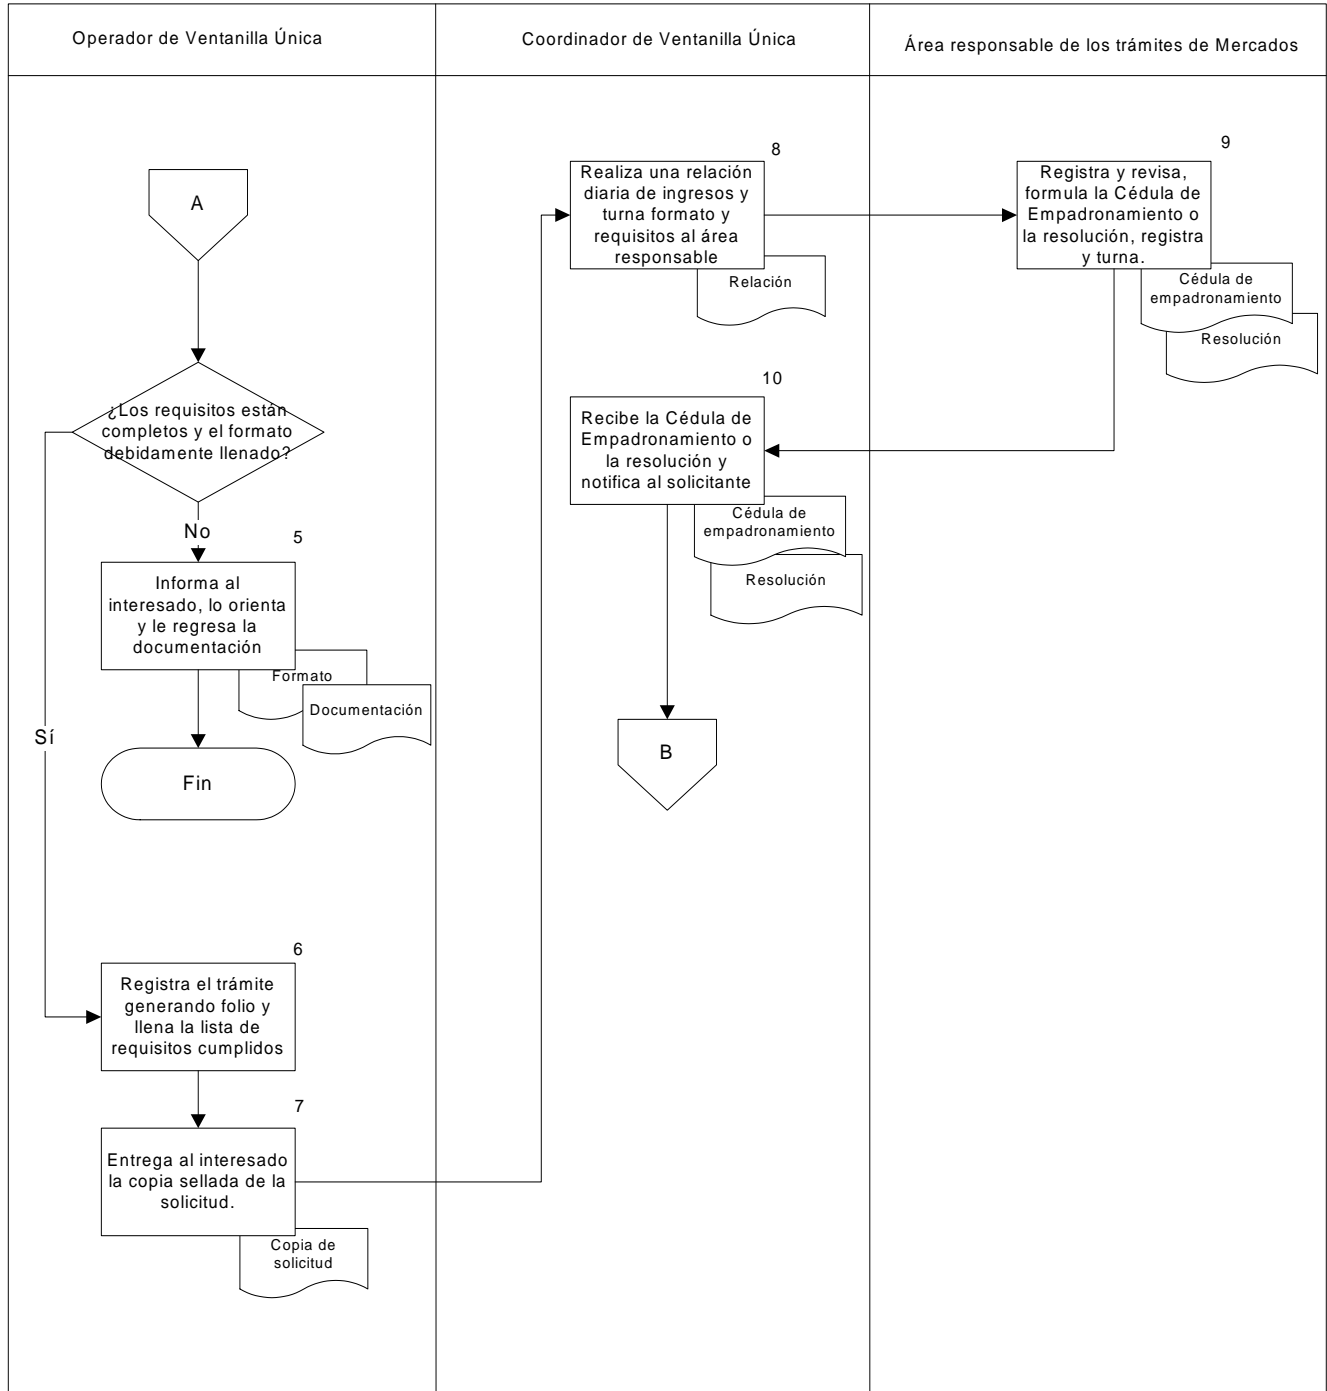 Operador de Ventanilla Única
Coordinador de Ventanilla Única
Área responsable de los trámites de Mercados
A
¿Los requisitos están
completos y el formato
debidamente llenado?
No
Sí
5
Informa al
interesado, lo orienta
y le regresa la
documentación
Formato
Documentación
Fin
6
Registra el trámite
generando folio y
llena la lista de
requisitos cumplidos
7
Entrega al interesado
la copia sellada de la
solicitud.
Copia de
solicitud
8
Realiza una relación
diaria de ingresos y
turna formato y
requisitos al área
responsable
Relación
9
Registra y revisa,
formula la Cédula de
Empadronamiento o
la resolución, registra
y turna.
Cédula de
empadronamiento
Resolución
10
Recibe la Cédula de
Empadronamiento o
la resolución y
notifica al solicitante
Cédula de
empadronamiento
Resolución
B